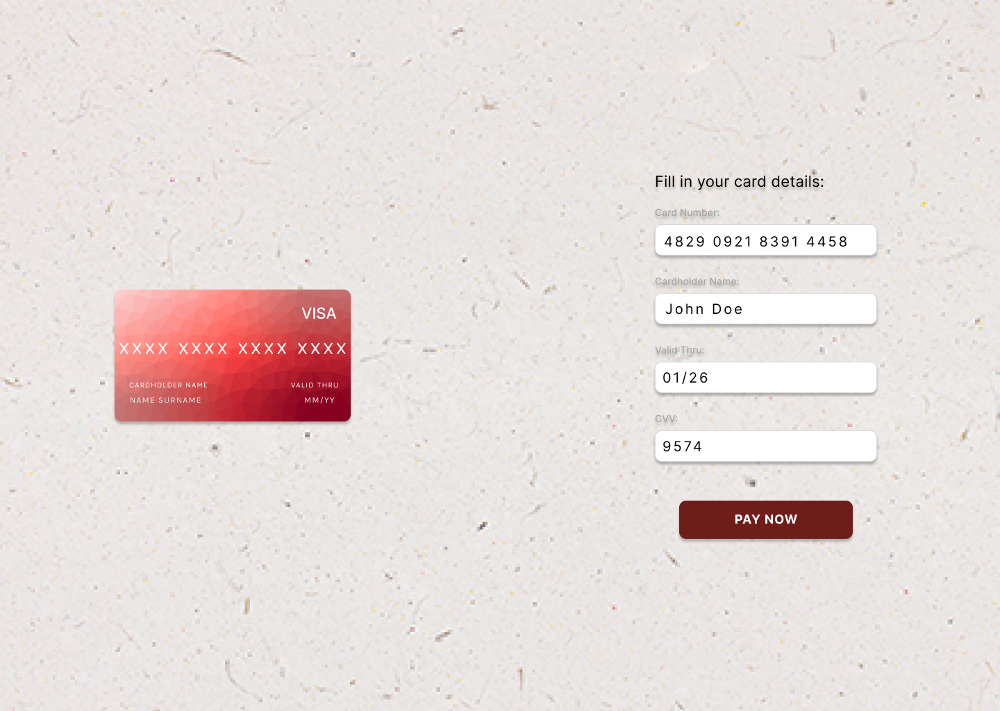 VISA
XXXX XXXX XXXX XXXX
CARDHOLDER NAME
NAME SURNAME
VALID THRU
MM/YY
Fill in your card details:
Card Number:
4829 0921 8391 4458
Cardholder Name:
John Doe
Valid Thru:
01/26
CVV:
9574
PAY NOW